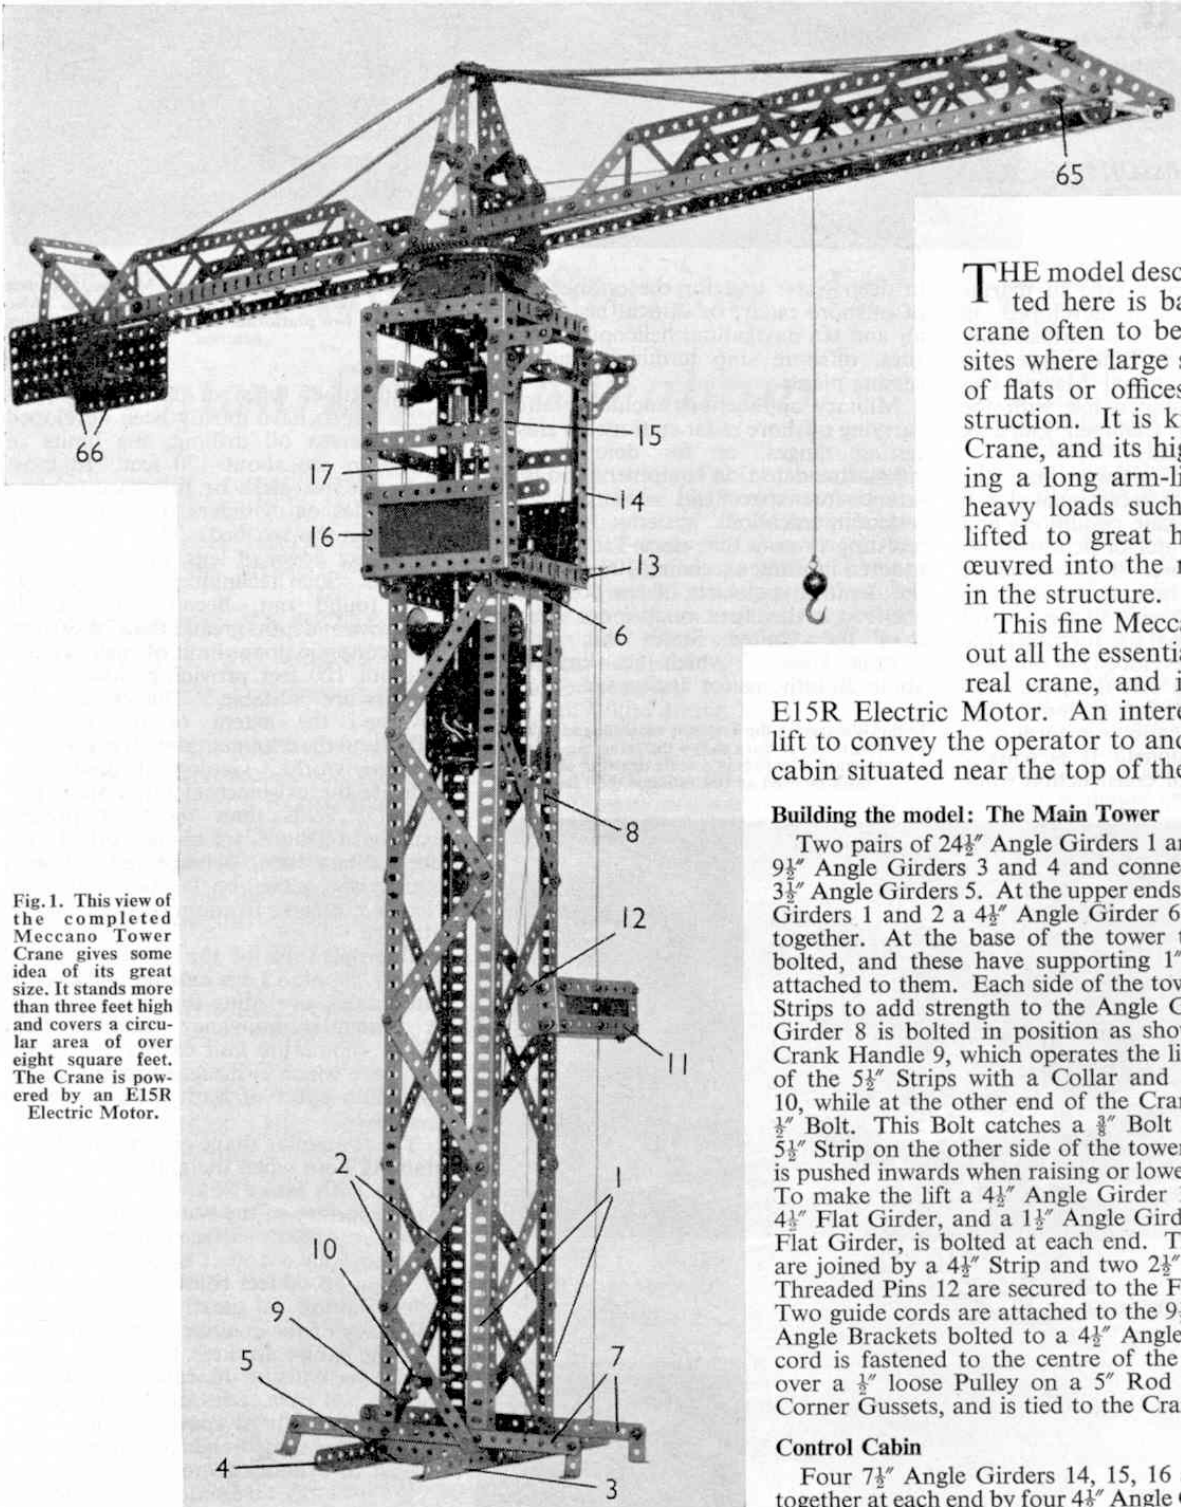 65
66
17
16
15
14
13
6
8
12
11
2
1
10
9
5
7
4
3
Fig. 1. This view of
the completed
Meccano Tower
Crane gives some
idea of its great
size. It stands more
than three feet high
and covers a circu-
lar area of over
eight square feet.
The Crane is pow-
ered by an E15R
Electric Motor.
THE model desc
ted here is ba
crane often to be
sites where large s
of flats or offices
struction. It is k
Crane, and its hig
ing a long arm-li
heavy loads such
lifted to great h
œuvred into the
in the structure.
This fine Mecca
out all the essentia
real crane, and i
E15R Electric Motor. An intere
lift to convey the operator to and
cabin situated near the top of the
Building the model: The Main Tower
Two pairs of 24½″ Angle Girders 1 a
9½″ Angle Girders 3 and 4 and conne
3½″ Angle Girders 5. At the upper ends
Girders 1 and 2 a 4½″ Angle Girder 6
together. At the base of the tower t
bolted, and these have supporting 1″
attached to them. Each side of the tow
Strips to add strength to the Angle G
Girder 8 is bolted in position as show
Crank Handle 9, which operates the li
of the 5½″ Strips with a Collar and
10, while at the other end of the Cran
½″ Bolt. This Bolt catches a ⅜″ Bolt
5½″ Strip on the other side of the tower
is pushed inwards when raising or lowe
To make the lift a 4½″ Angle Girder
4½″ Flat Girder, and a 1½″ Angle Gird
Flat Girder, is bolted at each end. T
are joined by a 4½″ Strip and two 2½″
Threaded Pins 12 are secured to the F
Two guide cords are attached to the 9
Angle Brackets bolted to a 4½″ Angle
cord is fastened to the centre of the
over a ½″ loose Pulley on a 5″ Rod
Corner Gussets, and is tied to the Cra
Control Cabin
Four 7½″ Angle Girders 14, 15, 16
together at each end by four 4½″ Angle